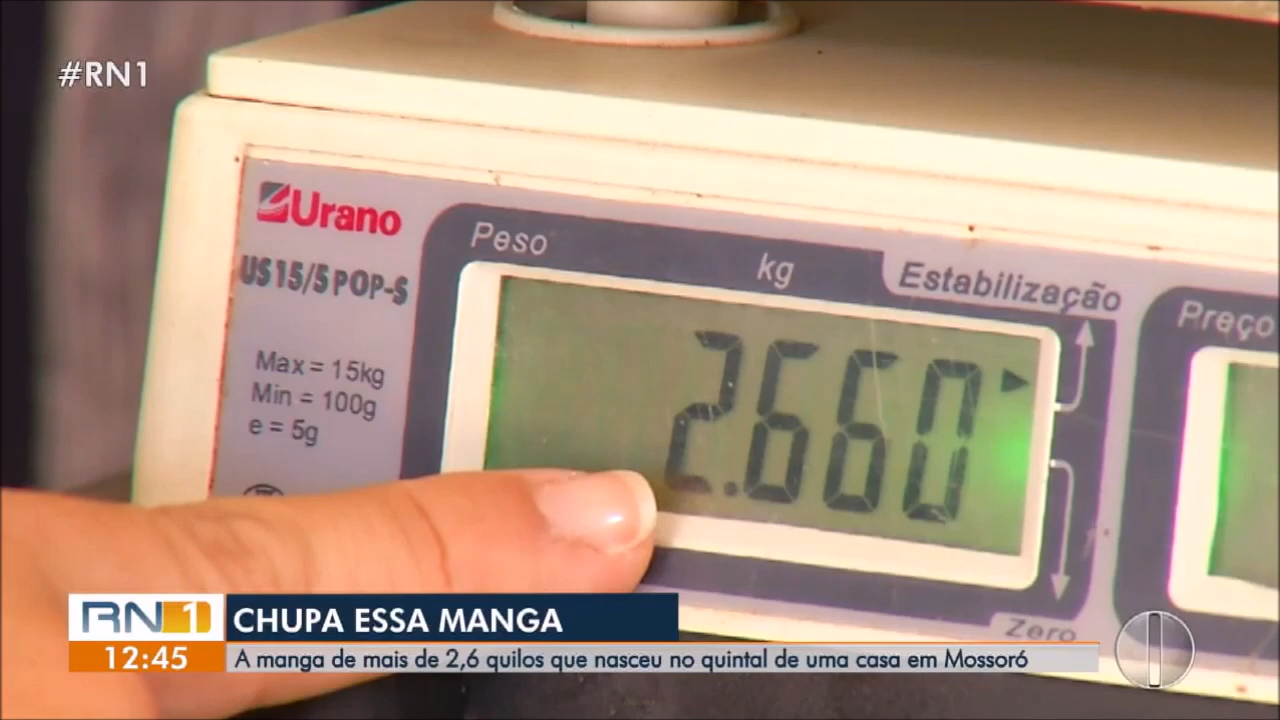 #RN1
Urano
US15/5 POP-S
Max = 15kg
Min = 100g
e = 5g
Peso
kg
Estabilização
Preço
2.660
Zero
RN1
CHUPA ESSA MANGA
12:45
A manga de mais de 2,6 quilos que nasceu no quintal de uma casa em Mossoró